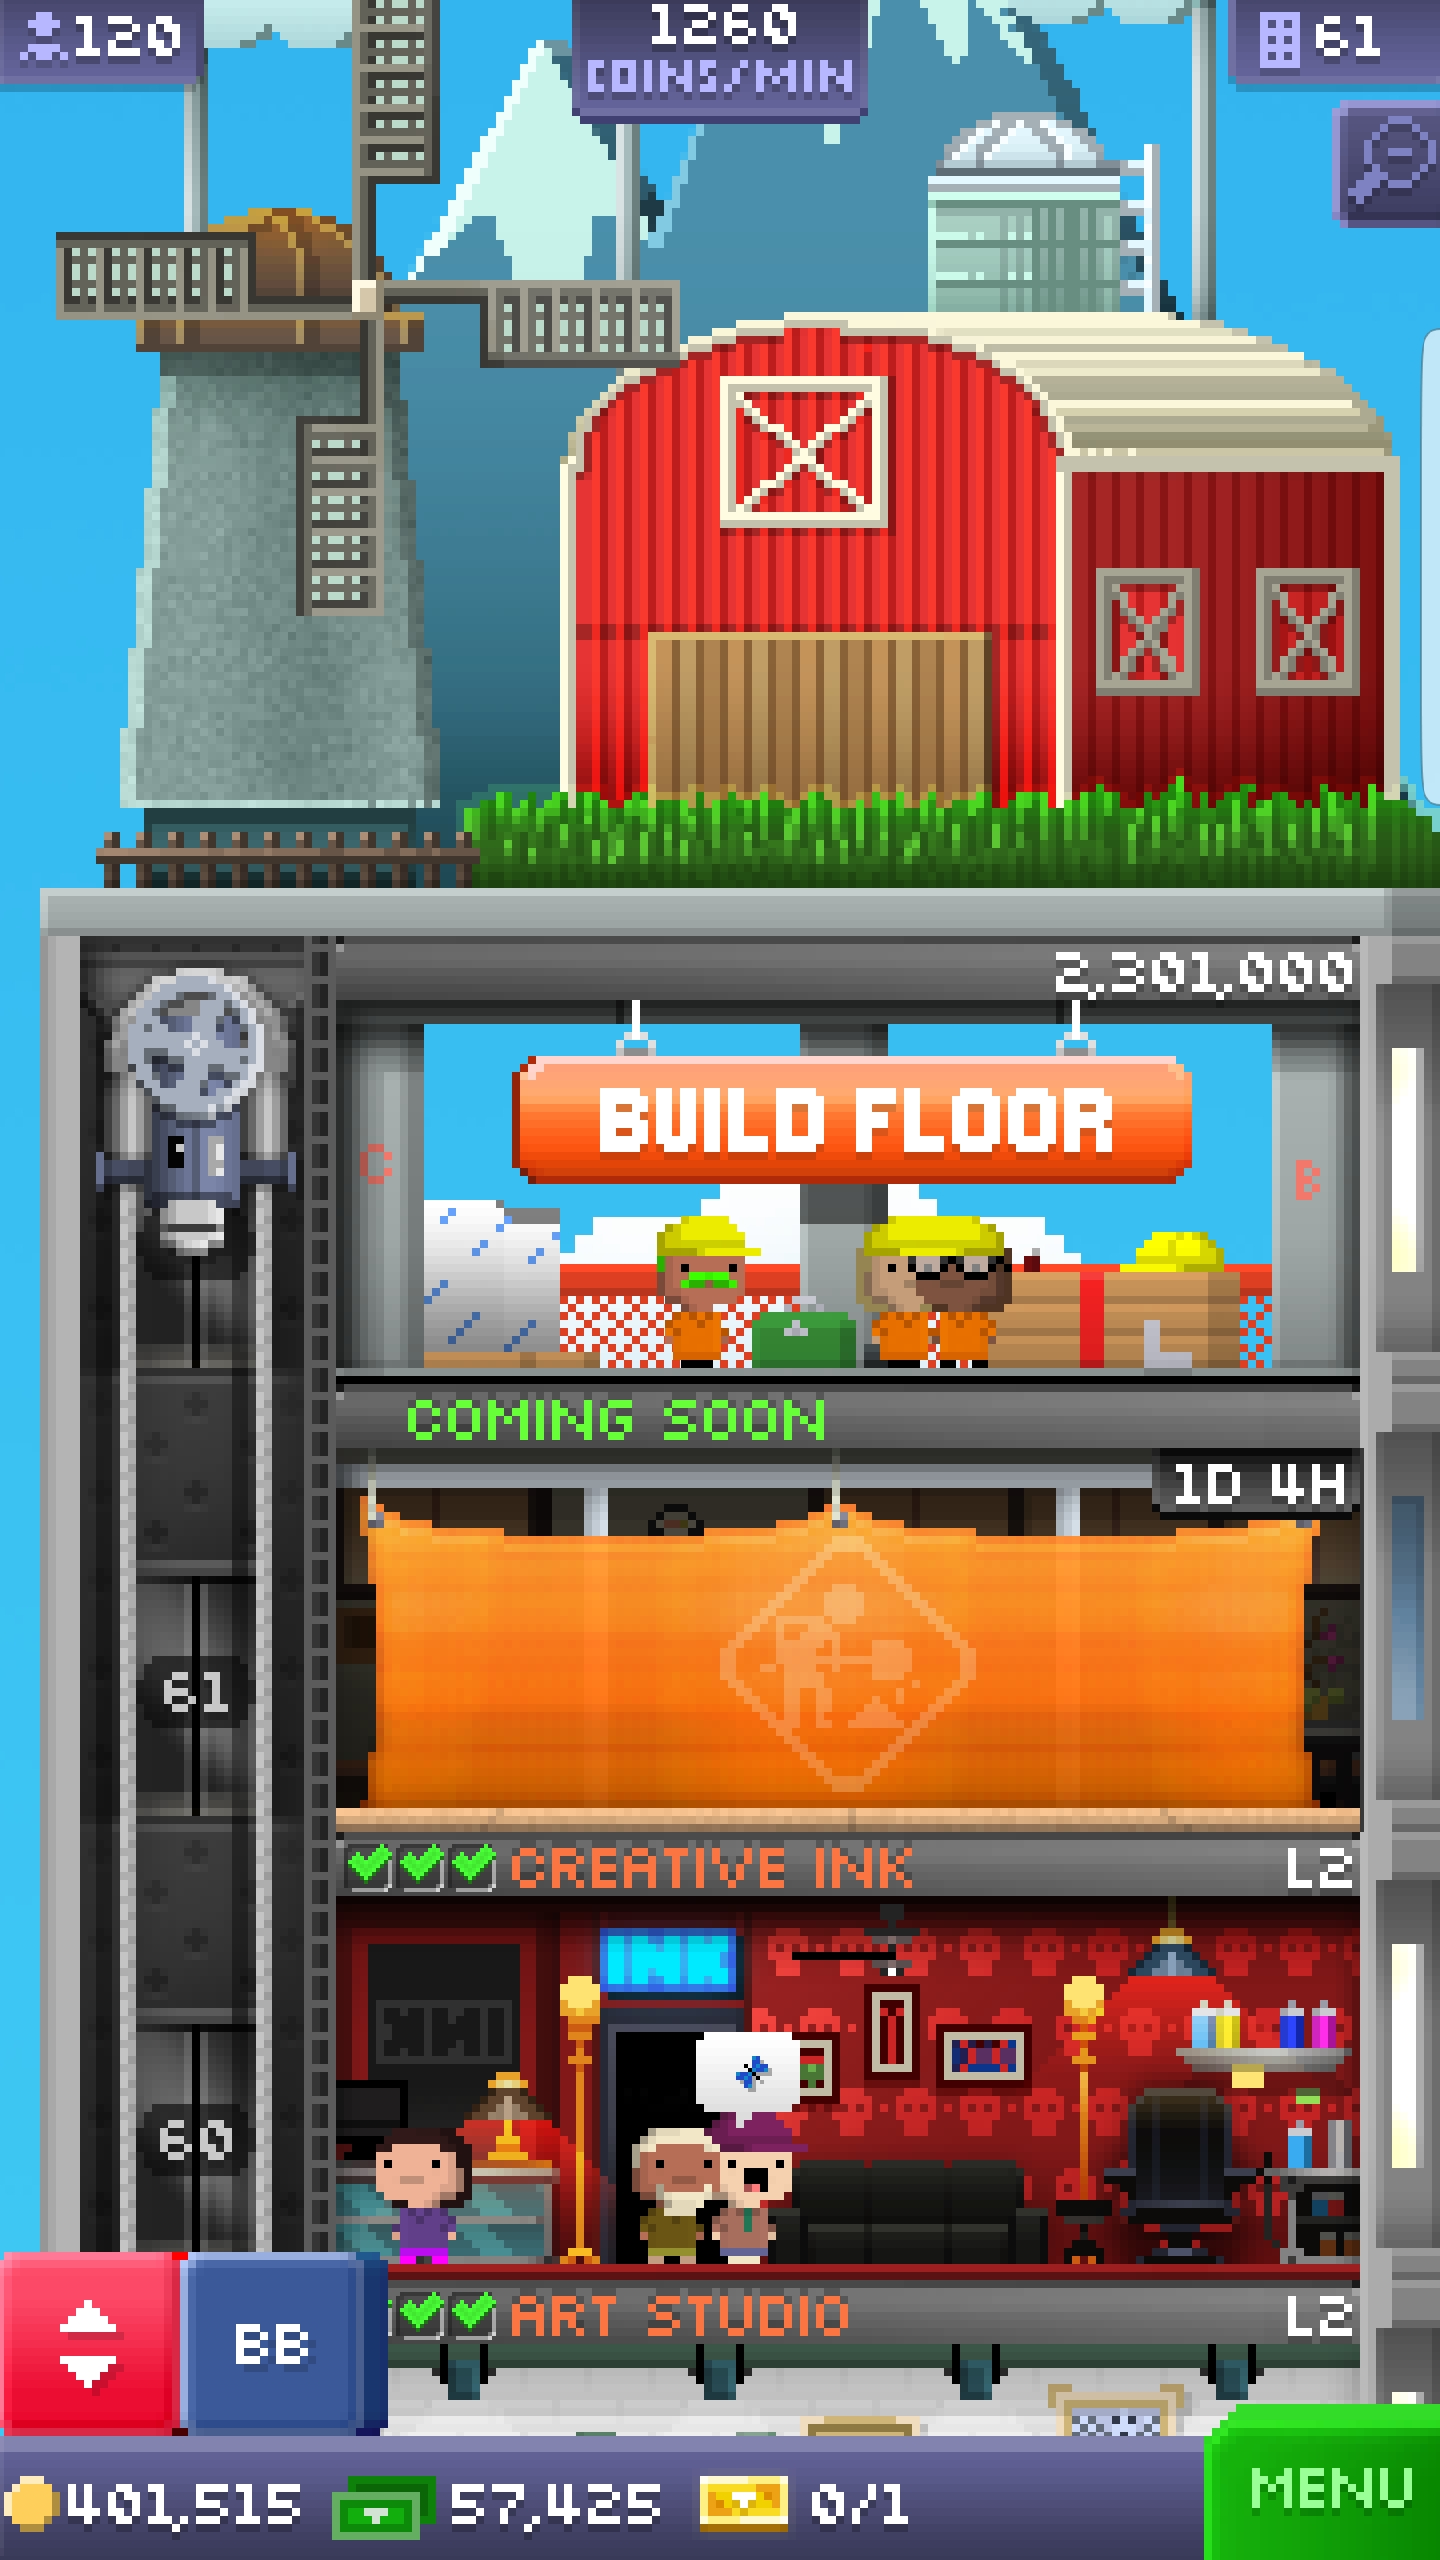 120
1260
COINS/MIN
61
2,301,000
BUILD FLOOR
C
B
COMING SOON
1D 4H
61
CREATIVE INK
L2
INK
60
ART STUDIO
L2
BB
401,515
57,425
0/1
MENU